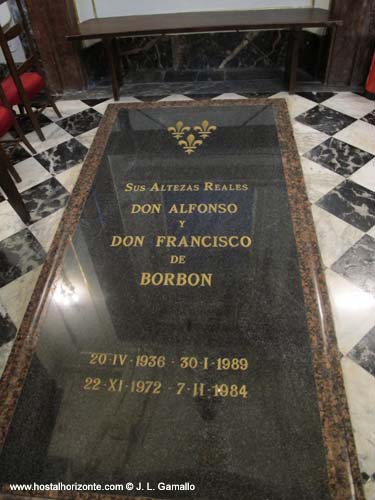 SUS ALTEZAS REALES
DON ALFONSO
Y
DON FRANCISCO
DE
BORBON
20·IV·1936 · 30·I·1989
22·XI·1972 · 7·II·1984
www.hostalhorizonte.com © J. L. Gamallo